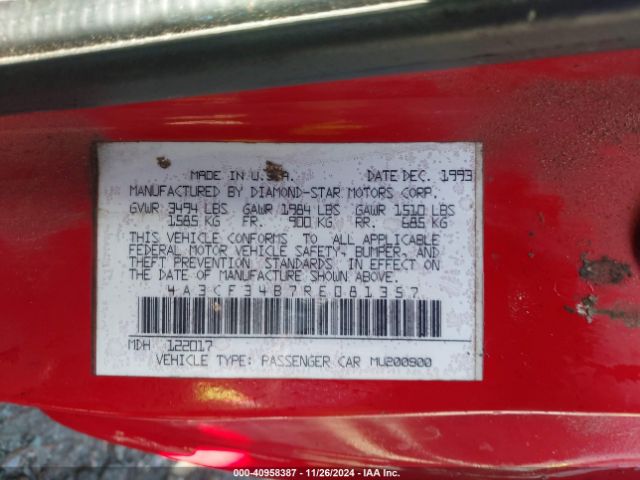 MADE IN U.S.A. DATE DEC. 1993
MANUFACTURED BY DIAMOND-STAR MOTORS CORP.
GVWR 3494 LBS GAWR 1984 LBS GAWR 1510 LBS
1585 KG FR. 900 KG RR. 685 KG
THIS VEHICLE CONFORMS TO ALL APPLICABLE
FEDERAL MOTOR VEHICLE SAFETY, BUMPER, AND
THEFT PREVENTION STANDARDS IN EFFECT ON
THE DATE OF MANUFACTURE SHOWN ABOVE.
4A3CF34B7RE081357
MDH 122017
VEHICLE TYPE: PASSENGER CAR MU200900
000-40958387 - 11/26/2024 - IAA Inc.